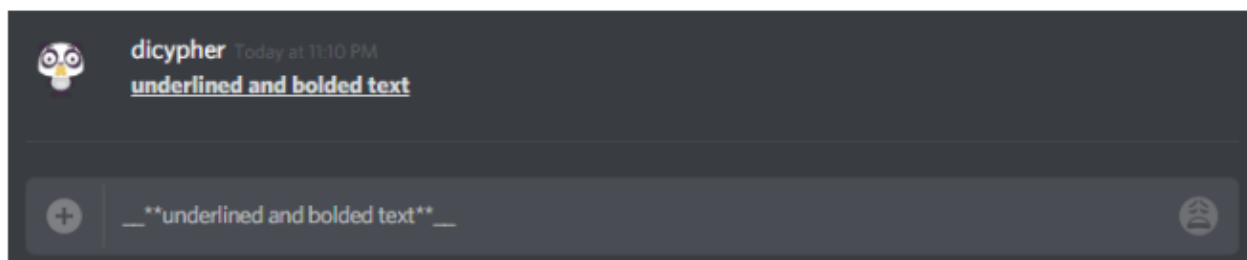 dicypher Today at 11:10 PM
underlined and bolded text
__**underlined and bolded text**__